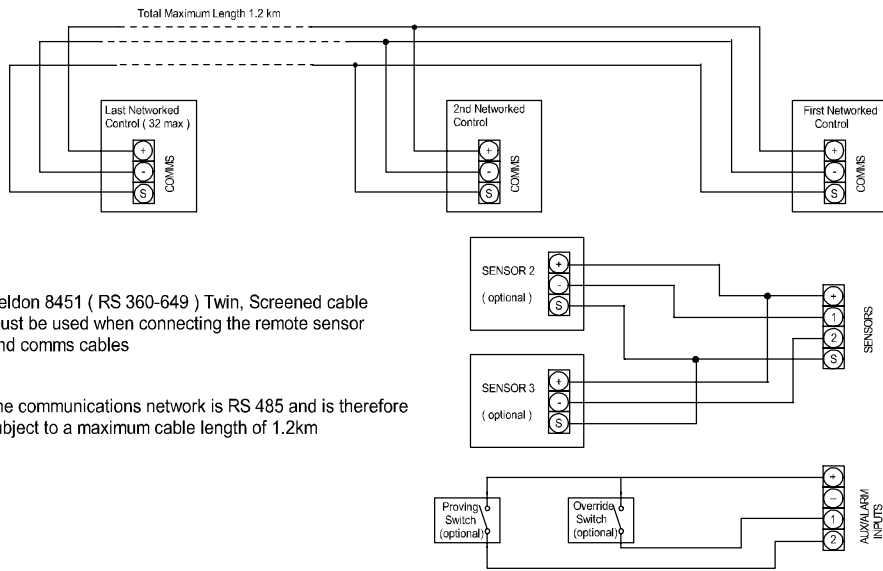 Total Maximum Length 1.2 km
Last Networked
Control ( 32 max )
+
-
S
COMMS
2nd Networked
Control
+
-
S
COMMS
First Networked
Control
+
-
S
COMMS
eldon 8451 ( RS 360-649 ) Twin, Screened cable
ust be used when connecting the remote sensor
nd comms cables
he communications network is RS 485 and is therefore
ubject to a maximum cable length of 1.2km
SENSOR 2
( optional )
+
-
S
SENSOR 3
( optional )
+
-
S
+
1
2
S
SENSORS
Proving
Switch
(optional)
Override
Switch
(optional)
+
–
1
2
AUX/ALARM
INPUTS